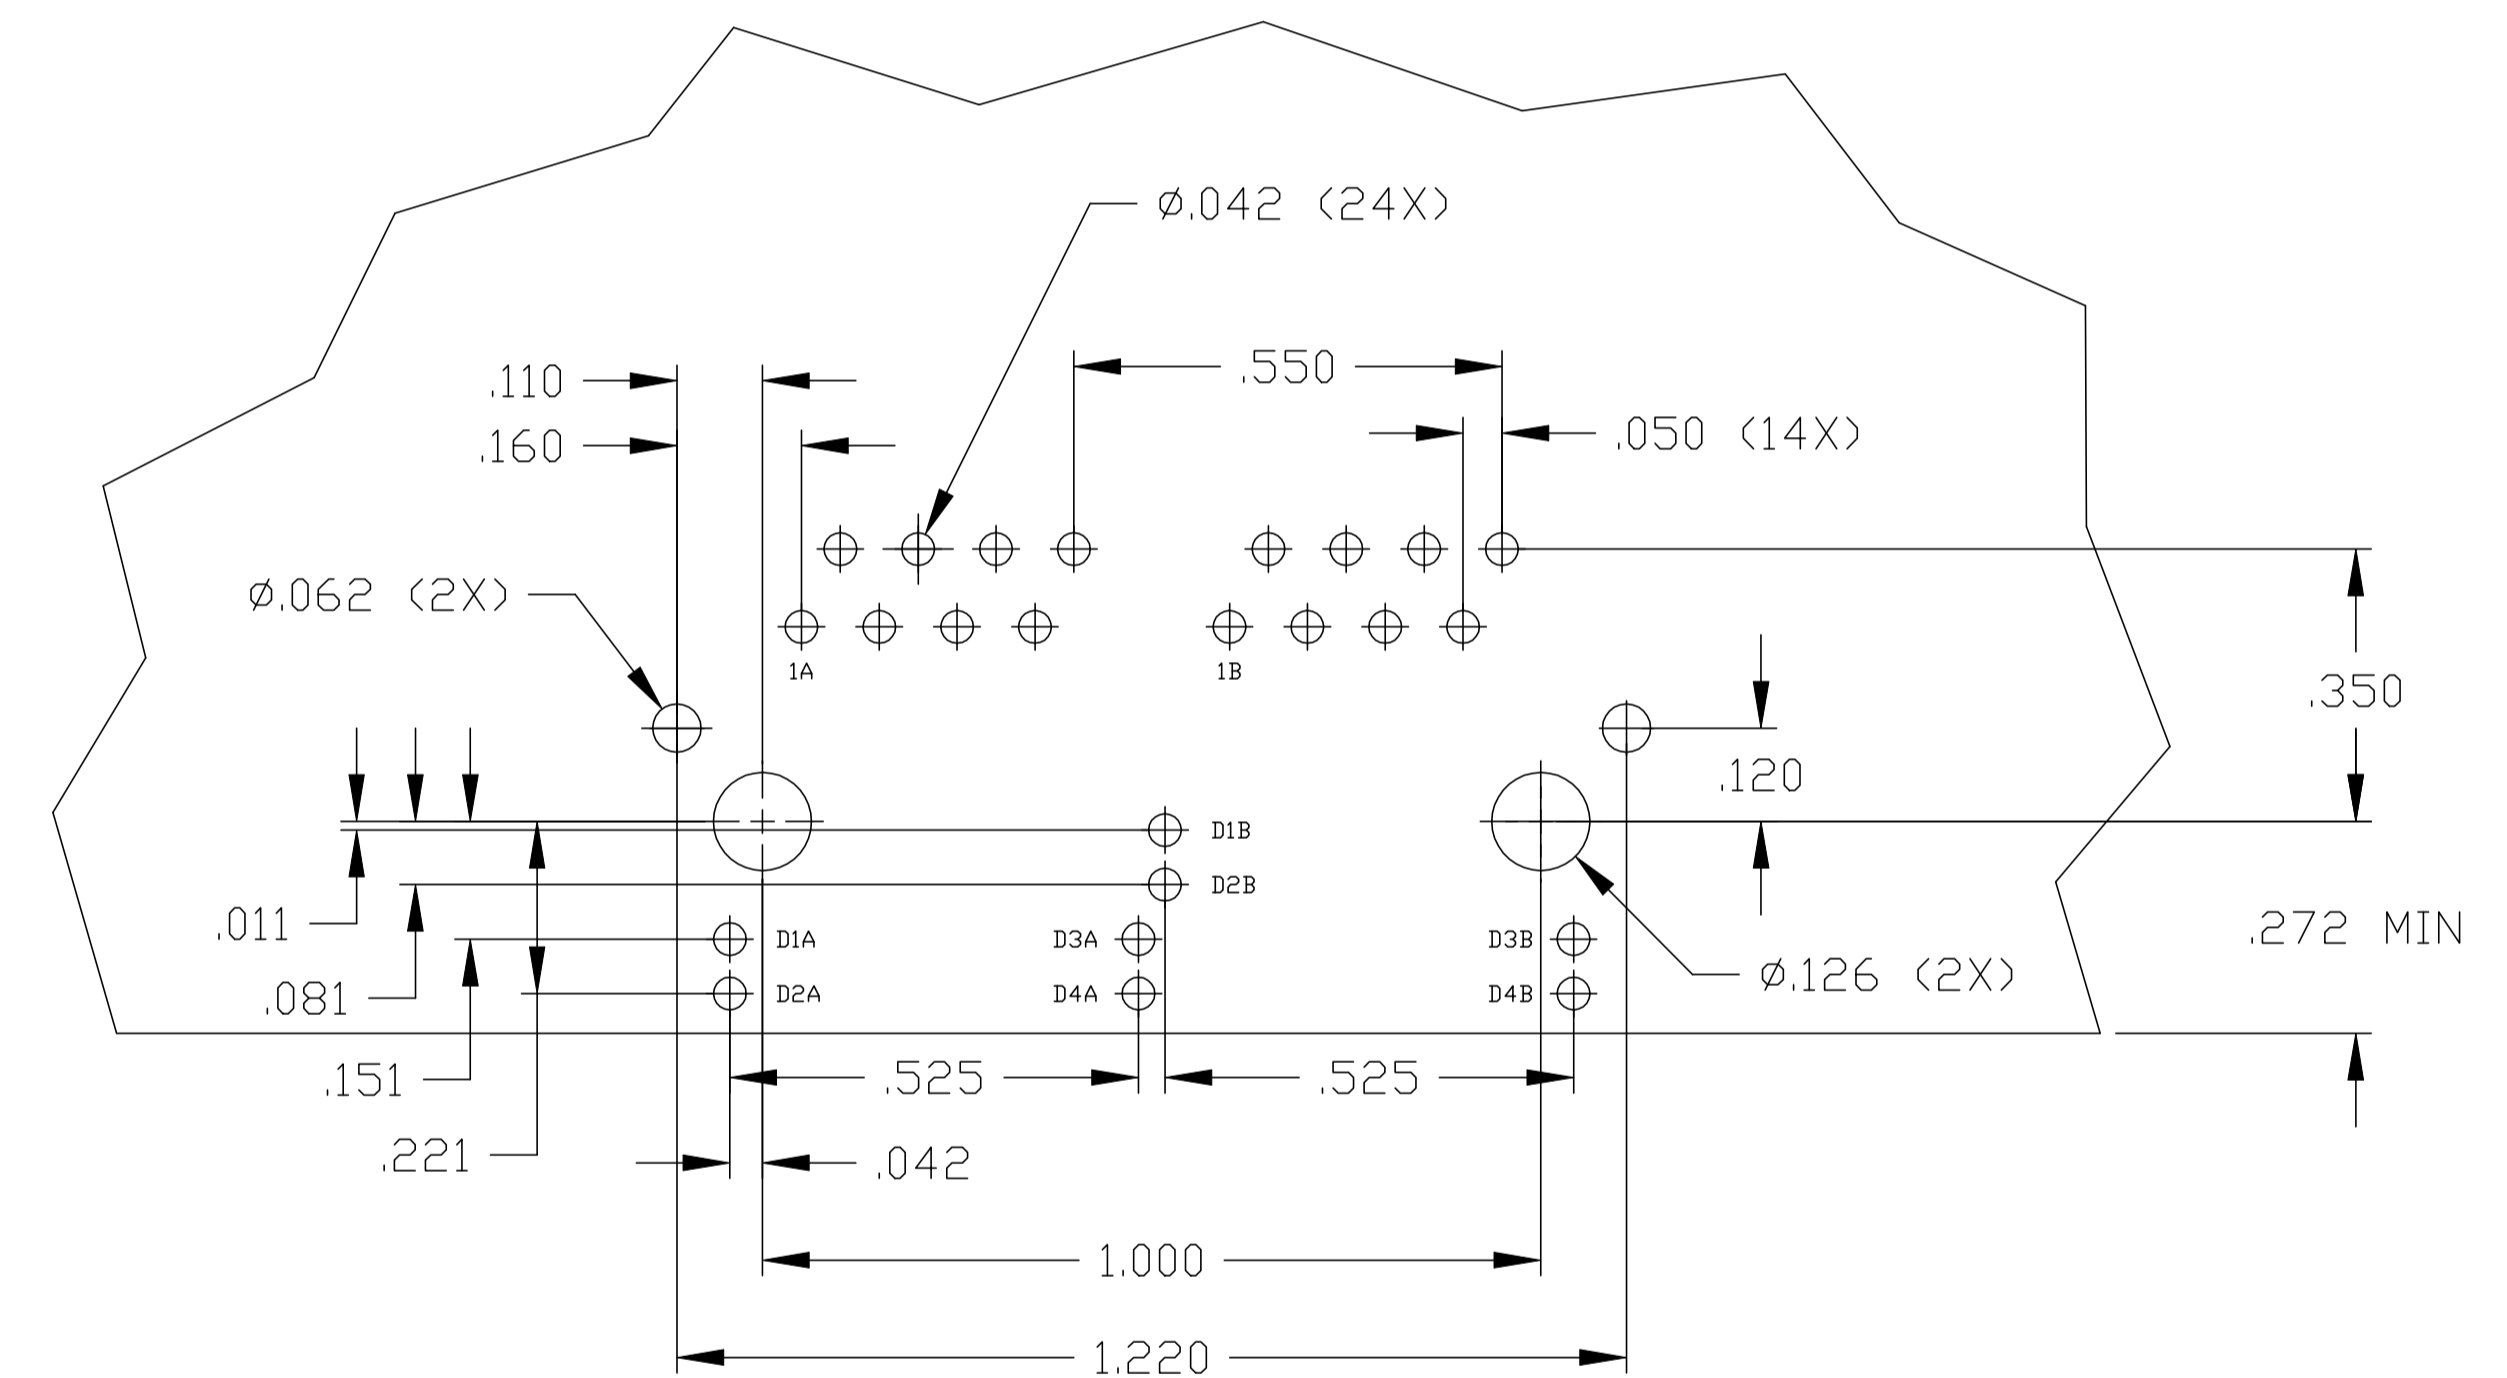 Ø.042 (24X)
.110
.550
.160
.050 (14X)
Ø.062 (2X)
1A
1B
.350
.120
D1B
D2B
.011
D1A
D3A
D3B
.272 MIN
Ø.126 (2X)
.081
D2A
D4A
D4B
.151
.525
.525
.221
.042
1.000
1.220